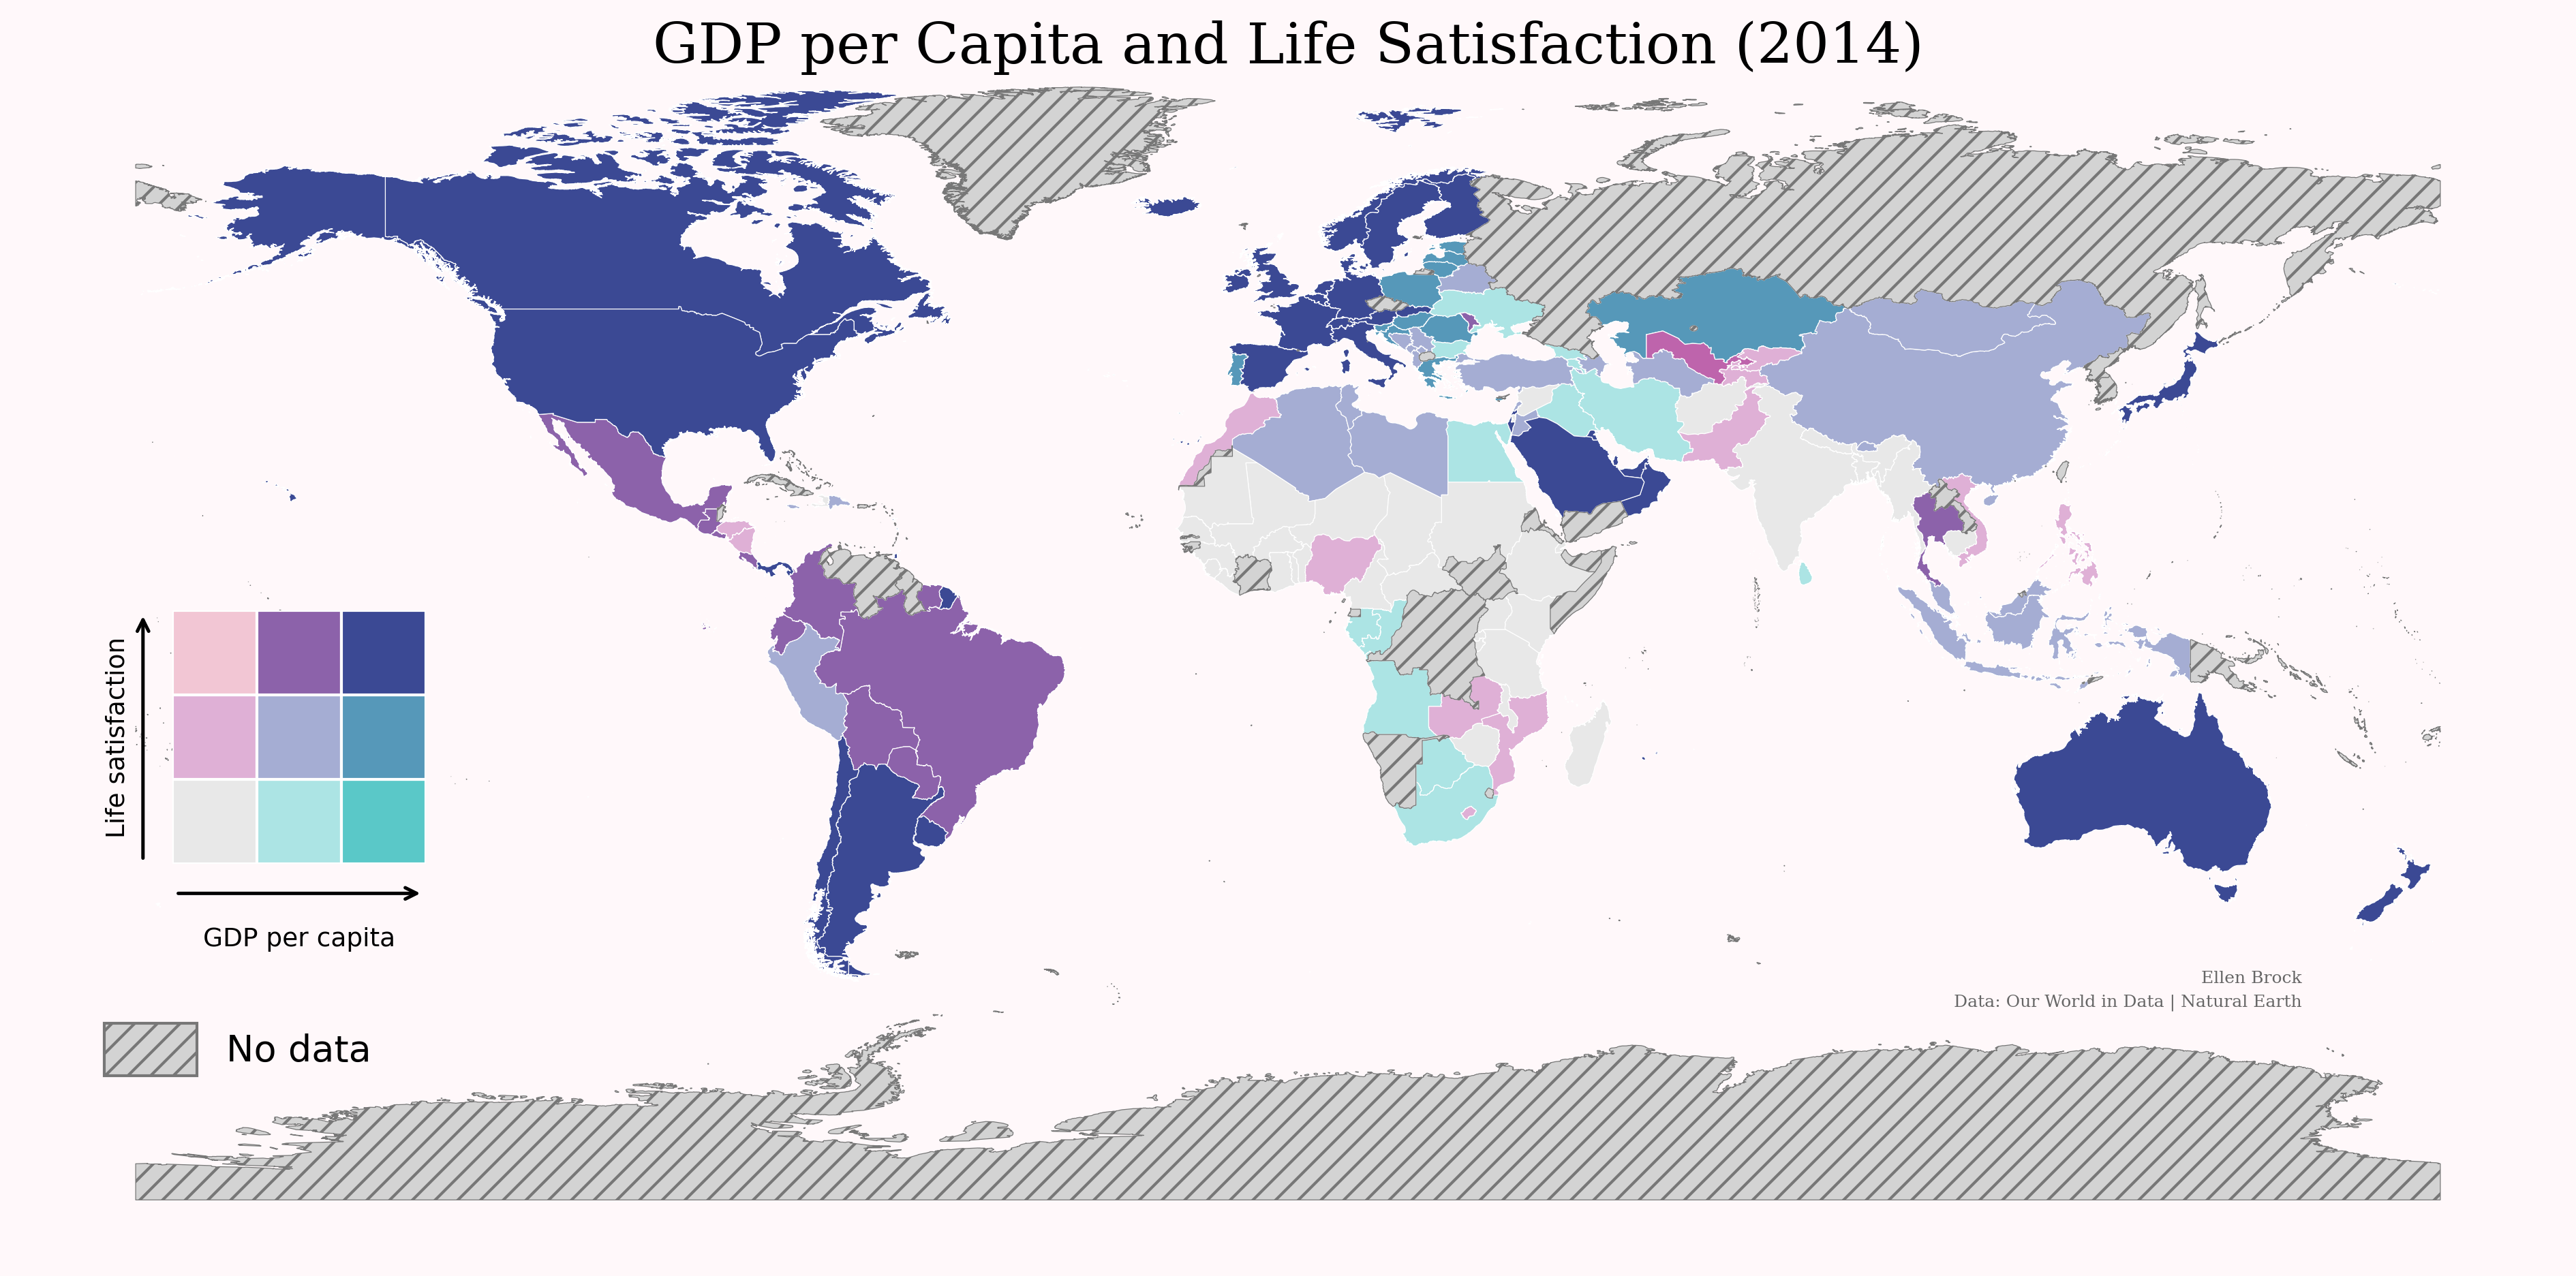 GDP per Capita and Life Satisfaction (2014)
Life satisfaction
GDP per capita
Ellen Brock
Data: Our World in Data | Natural Earth
No data